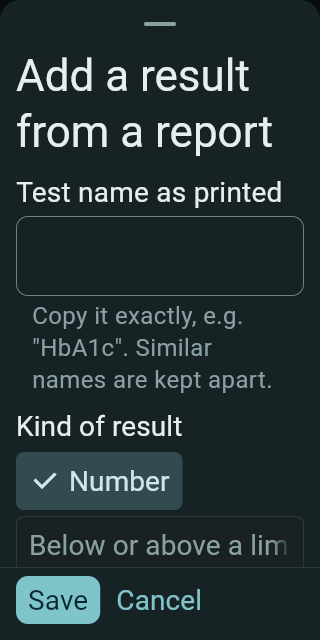 Add a result
from a report
Test name as printed
Copy it exactly, e.g.
"HbA1c". Similar
names are kept apart.
Kind of result
Number
Below or above a lim
Save Cancel